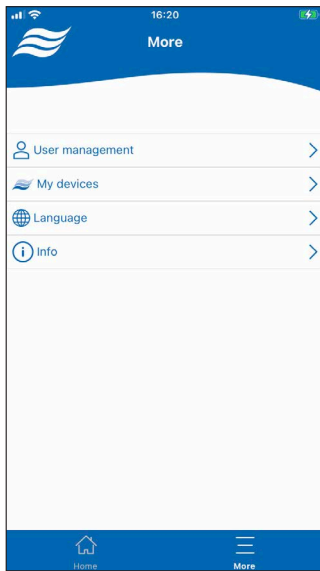 16:20
More
User management
My devices
Language
Info
Home
More